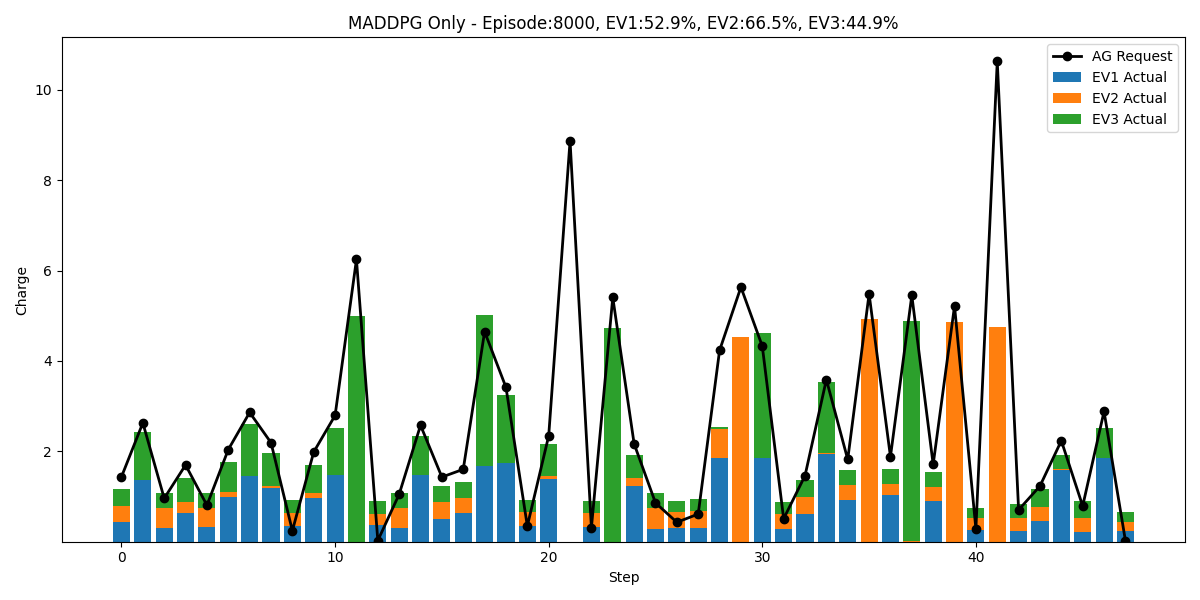 MADDPG Only - Episode:8000, EV1:52.9%, EV2:66.5%, EV3:44.9%
AG Request
EV1 Actual
EV2 Actual
EV3 Actual
10
8
6
4
2
Charge
0 10 20 30 40
Step